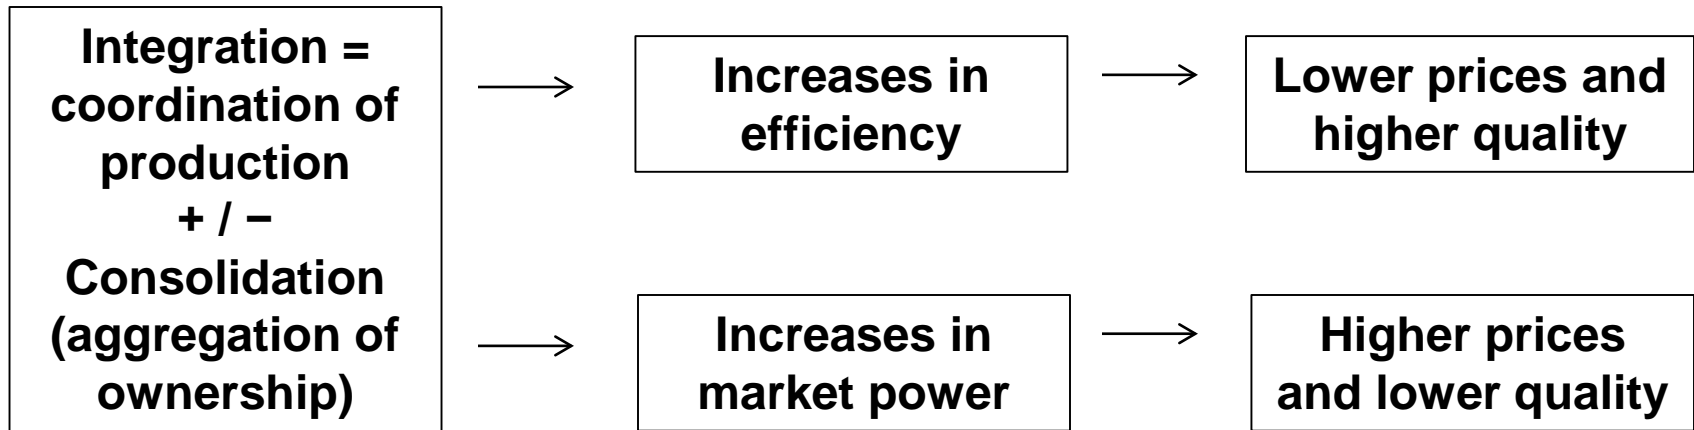 Integration =
coordination of
production
+ / −
Consolidation
(aggregation of
ownership)
Increases in
efficiency
Lower prices and
higher quality
Increases in
market power
Higher prices
and lower quality